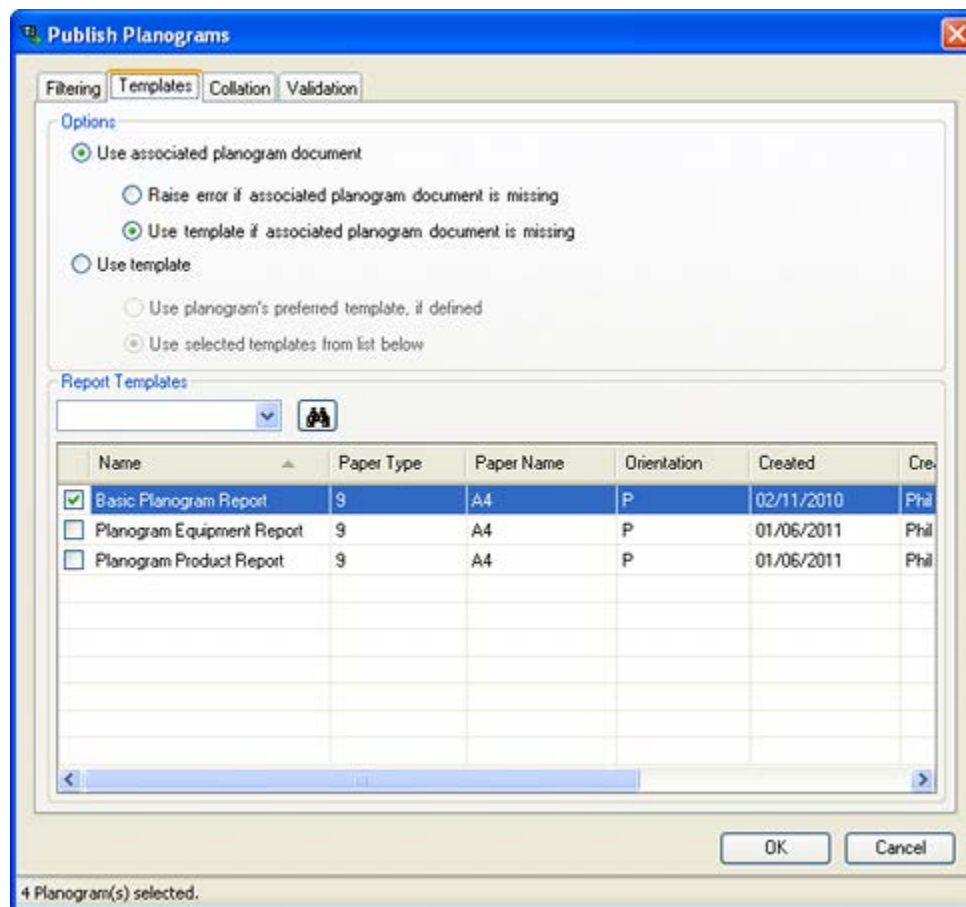 Publish Planograms
Filtering Templates Collation Validation
Options
Use associated planogram document
Raise error if associated planogram document is missing
Use template if associated planogram document is missing
Use template
Use planogram's preferred template, if defined
Use selected templates from list below
Report Templates
Name Paper Type Paper Name Orientation Created Cre
Basic Planogram Report 9 A4 P 02/11/2010 Phil
Planogram Equipment Report 9 A4 P 01/06/2011 Phil
Planogram Product Report 9 A4 P 01/06/2011 Phil
OK Cancel
4 Planogram(s) selected.